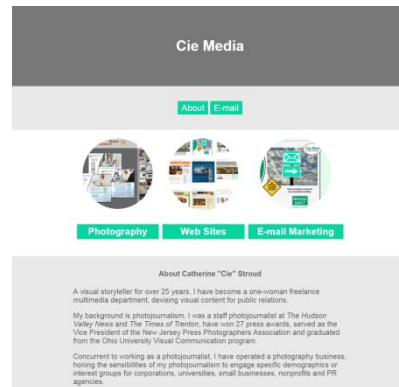 Cie Media
About E-mail
Photography Web Sites E-mail Marketing
About Catherine "Cie" Stroud
A visual storyteller for over 25 years, I have become a one-woman freelance
multimedia department, devising visual content for public relations.
My background is photojournalism. I was a staff photojournalist at The Hudson
Valley News and The Times of Trenton, have won 27 press awards, served as the
Vice President of the New Jersey Press Photographers Association and graduated
from the Ohio University Visual Communication program.
Concurrent to working as a photojournalist, I have operated a photography business,
honing the sensibilities of my photojournalism to engage specific demographics or
interest groups for corporations, universities, small businesses, nonprofits and PR
agencies.